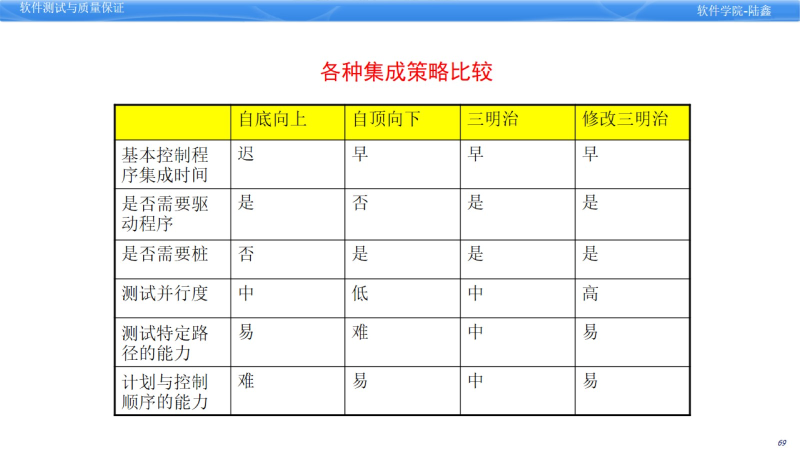 软件测试与质量保证
软件学院-陆鑫
各种集成策略比较
自底向上 自顶向下 三明治 修改三明治
基本控制程 迟 早 早 早
序集成时间
是否需要驱 是 否 是 是
动程序
是否需要桩 否 是 是 是
测试并行度 中 低 中 高
测试特定路 易 难 中 易
径的能力
计划与控制 难 易 中 易
顺序的能力
69